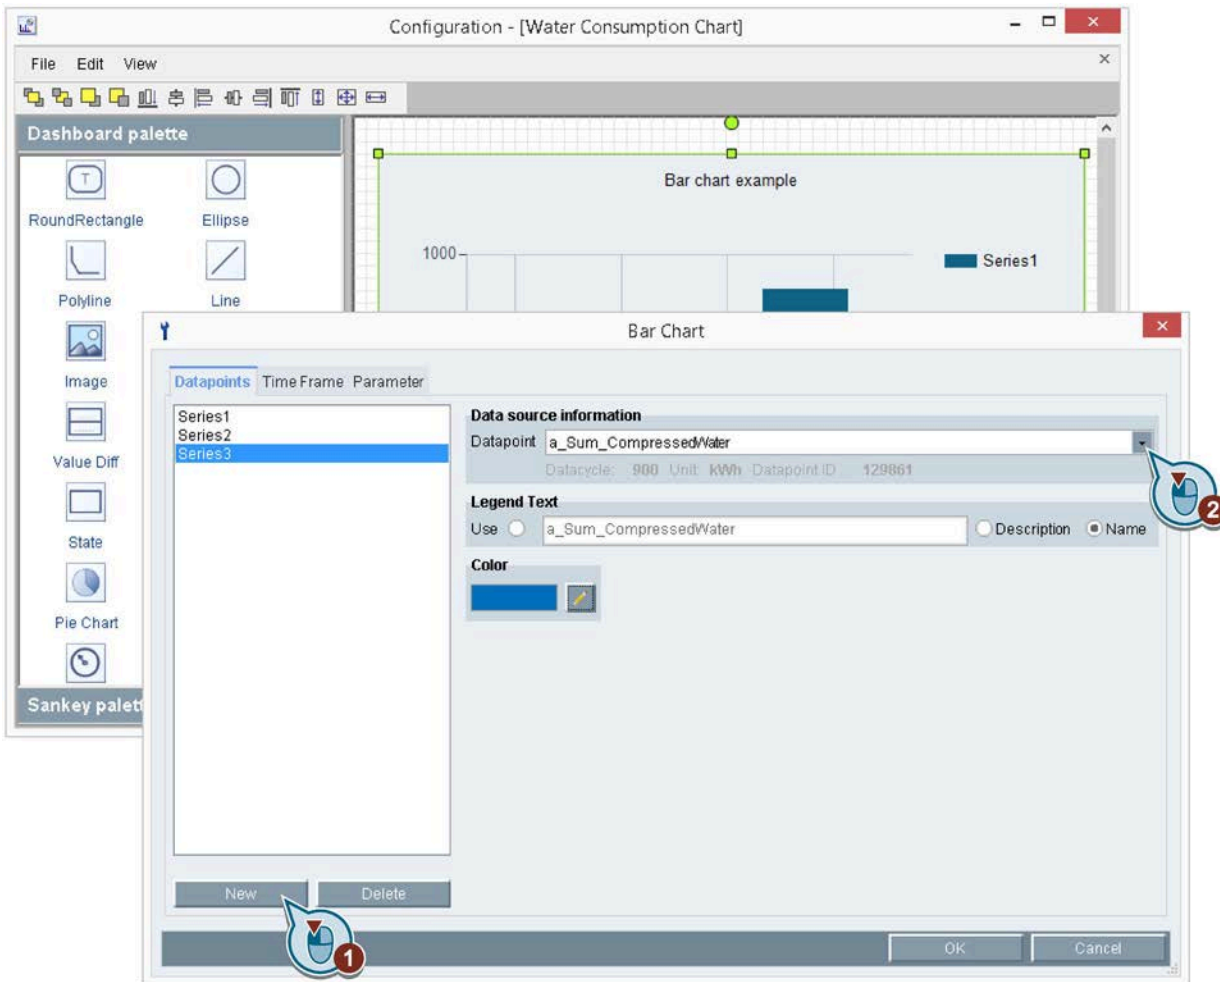 Configuration - [Water Consumption Chart]
File Edit View
Dashboard palette
T
RoundRectangle Ellipse
Polyline Line
Image
Value Diff
State
Pie Chart
Sankey palett
Bar chart example
1000
Series1
Bar Chart
Datapoints Time Frame Parameter
Series1
Series2
Series3
Data source information
Datapoint a_Sum_CompressedWater
Datacycle: 900 Unit kWh Datapoint ID 129861
Legend Text
Use a_Sum_CompressedWater Description Name
Color
New Delete
OK Cancel
1
2